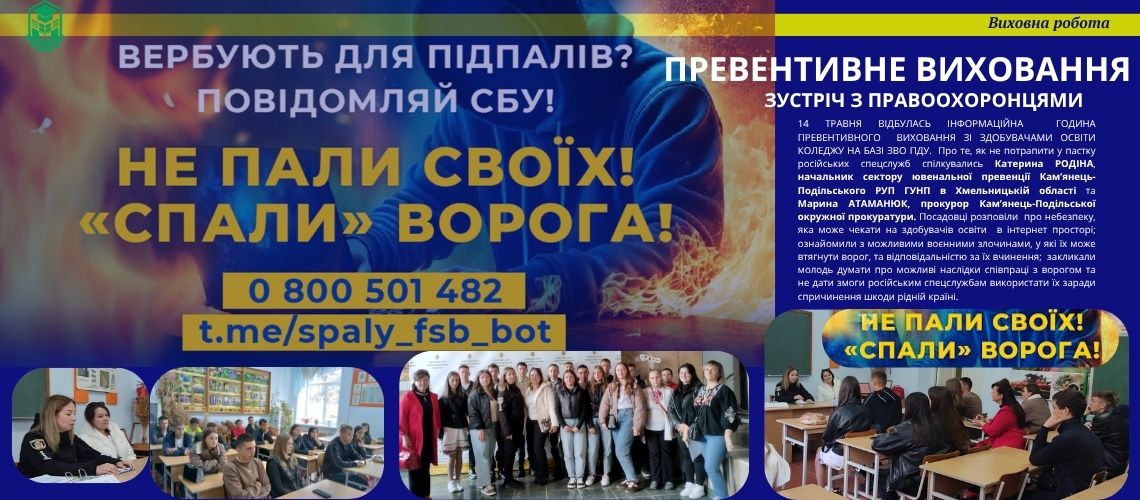 ВЕРБУЮТЬ ДЛЯ ПІДПАЛІВ?
ПОВІДОМЛЯЙ СБУ!
НЕ ПАЛИ СВОЇХ!
«СПАЛИ» ВОРОГА!
0 800 501 482
t.me/spaly_fsb_bot
Виховна робота
ПРЕВЕНТИВНЕ ВИХОВАННЯ
ЗУСТРІЧ З ПРАВООХОРОНЦЯМИ
14 ТРАВНЯ ВІДБУЛАСЬ ІНФОРМАЦІЙНА ГОДИНА
ПРЕВЕНТИВНОГО ВИХОВАННЯ ЗІ ЗДОБУВАЧАМИ ОСВІТИ
КОЛЕДЖУ НА БАЗІ ЗВО ПДУ. Про те, як не потрапити у пастку
російських спецслужб спілкувались Катерина РОДІНА,
начальник сектору ювенальної превенції Кам'янець-
Подільського РУП ГУНП в Хмельницькій області та
Марина АТАМАНЮК, прокурор Кам'янець-Подільської
окружної прокуратури. Посадовці розповіли про небезпеку,
яка може чекати на здобувачів освіти в інтернет просторі;
ознайомили з можливими воєнними злочинами, у які їх може
втягнути ворог, та відповідальністю за їх вчинення; закликали
молодь думати про можливі наслідки співпраці з ворогом та
не дати змоги російським спецслужбам використати їх заради
спричинення шкоди рідній країні.
НЕ ПАЛИ СВОЇХ!
«СПАЛИ» ВОРОГА!